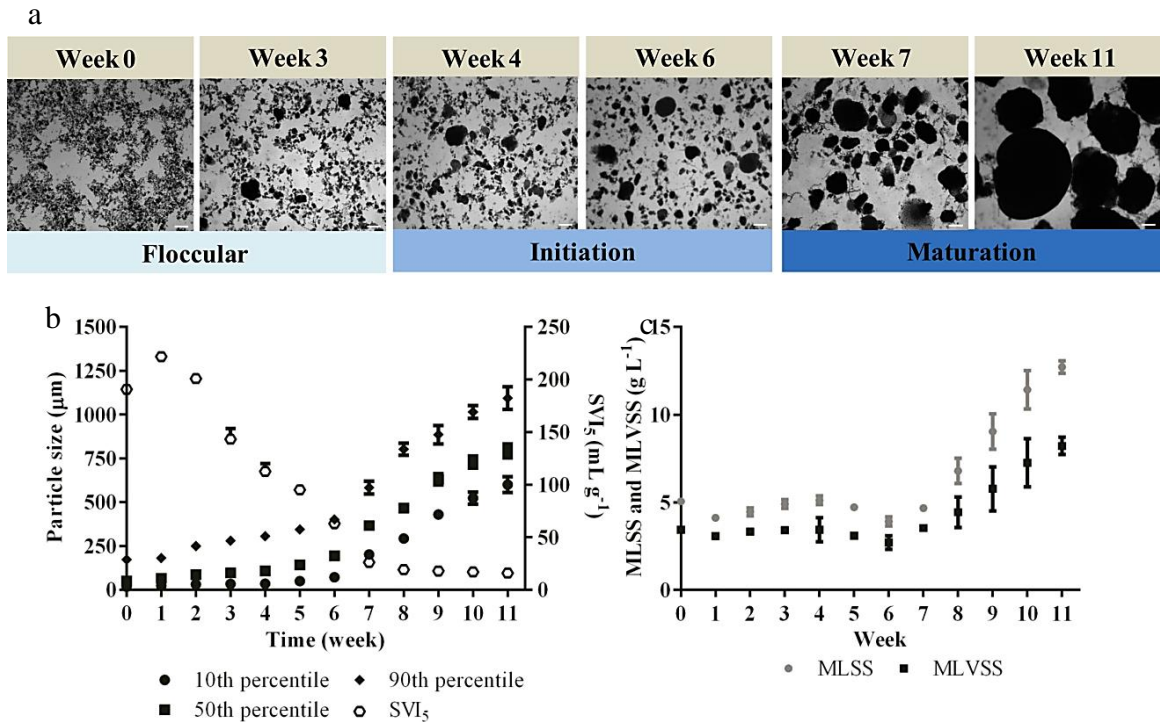 a
Week 0 Week 3 Week 4 Week 6 Week 7 Week 11
Floccular Initiation Maturation
b
1500
1250
1000
750
500
250
0
Particle size (μm)
250
200
150
100
50
0
SVI₅ (mL g⁻¹)
0 1 2 3 4 5 6 7 8 9 10 11
Time (week)
10th percentile 90th percentile
50th percentile SVI₅
c
15
10
5
0
MLSS and MLVSS (g L⁻¹)
0 1 2 3 4 5 6 7 8 9 10 11
Week
MLSS MLVSS